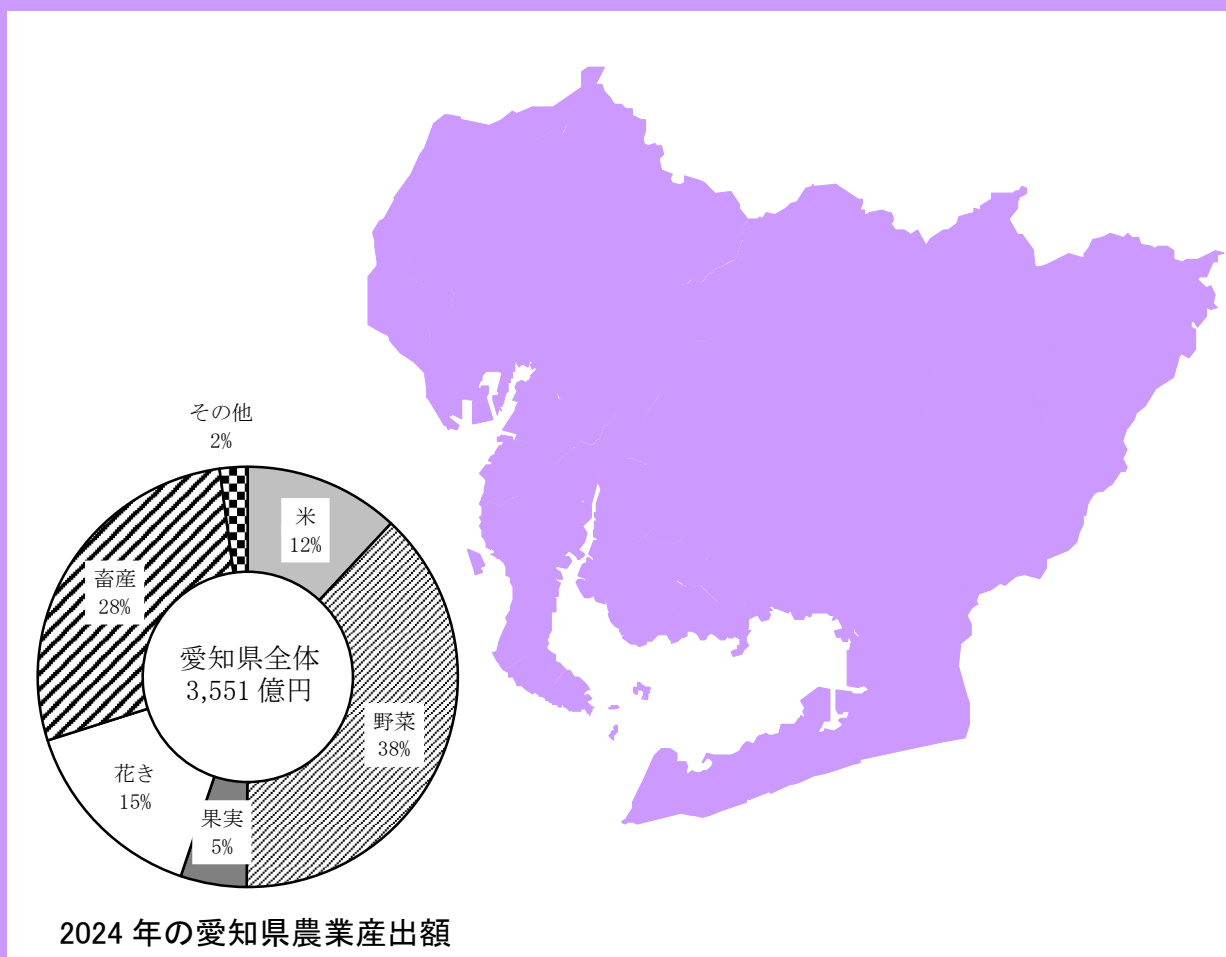 その他
2%
米
12%
畜産
28%
愛知県全体
3,551 億円
野菜
38%
花き
15%
果実
5%
2024 年の愛知県農業産出額